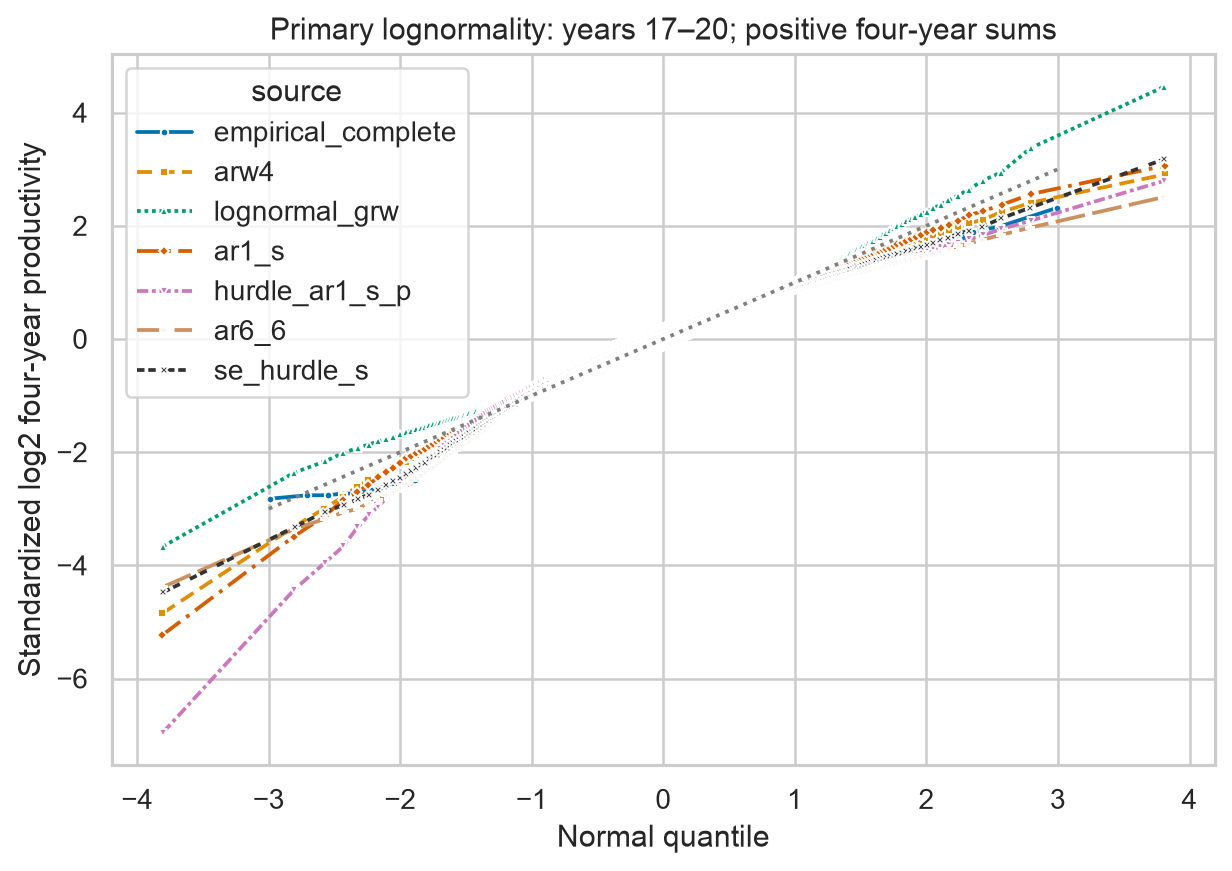 Primary lognormality: years 17–20; positive four-year sums
source
empirical_complete
arw4
lognormal_grw
ar1_s
hurdle_ar1_s_p
ar6_6
se_hurdle_s
Standardized log2 four-year productivity
4
2
0
−2
−4
−6
−4
−3
−2
−1
0
1
2
3
4
Normal quantile